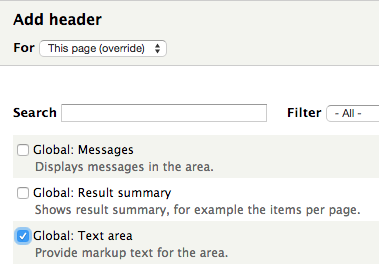 Add header
For This page (override)
Search Filter - All -
Global: Messages
Displays messages in the area.
Global: Result summary
Shows result summary, for example the items per page.
Global: Text area
Provide markup text for the area.